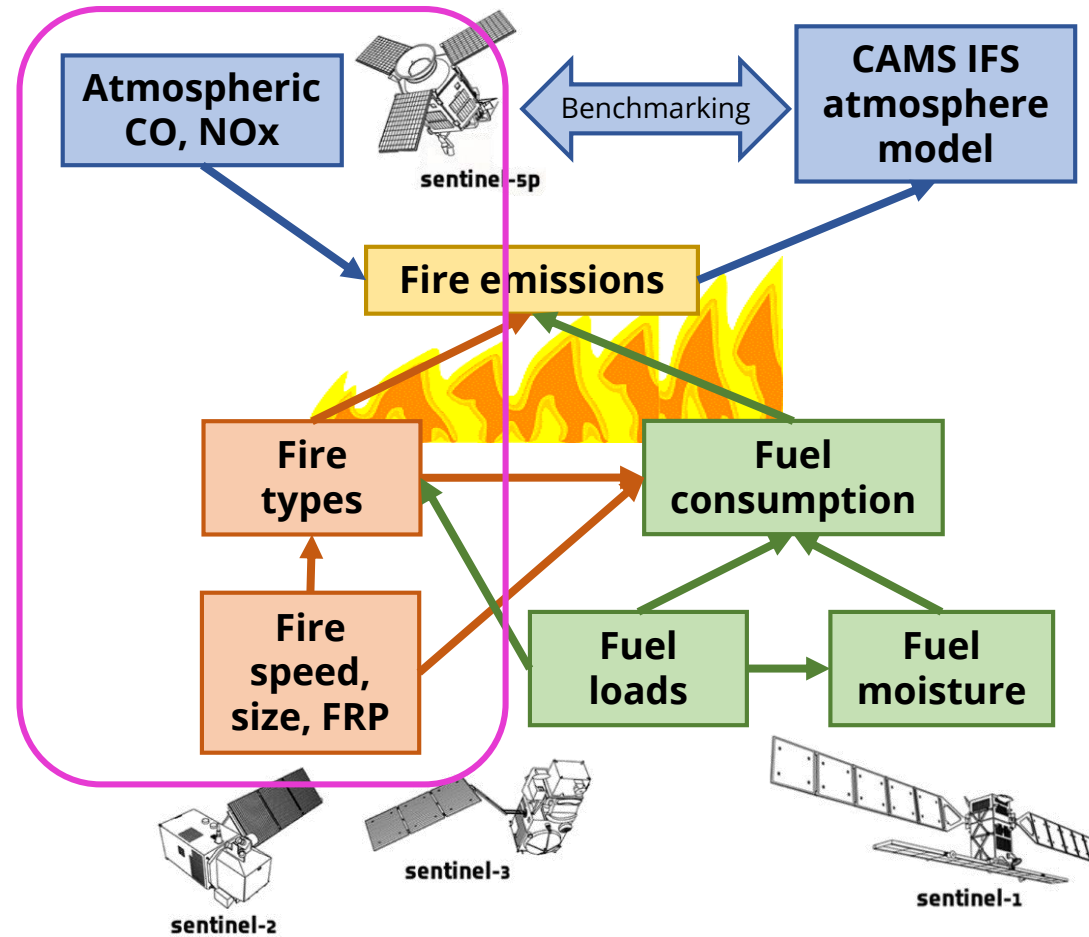 Atmospheric
CO, NOx
sentinel-5p
Benchmarking
CAMS IFS
atmosphere
model
Fire emissions
Fire
types
Fuel
consumption
Fire
speed,
size, FRP
Fuel
loads
Fuel
moisture
sentinel-2
sentinel-3
sentinel-1